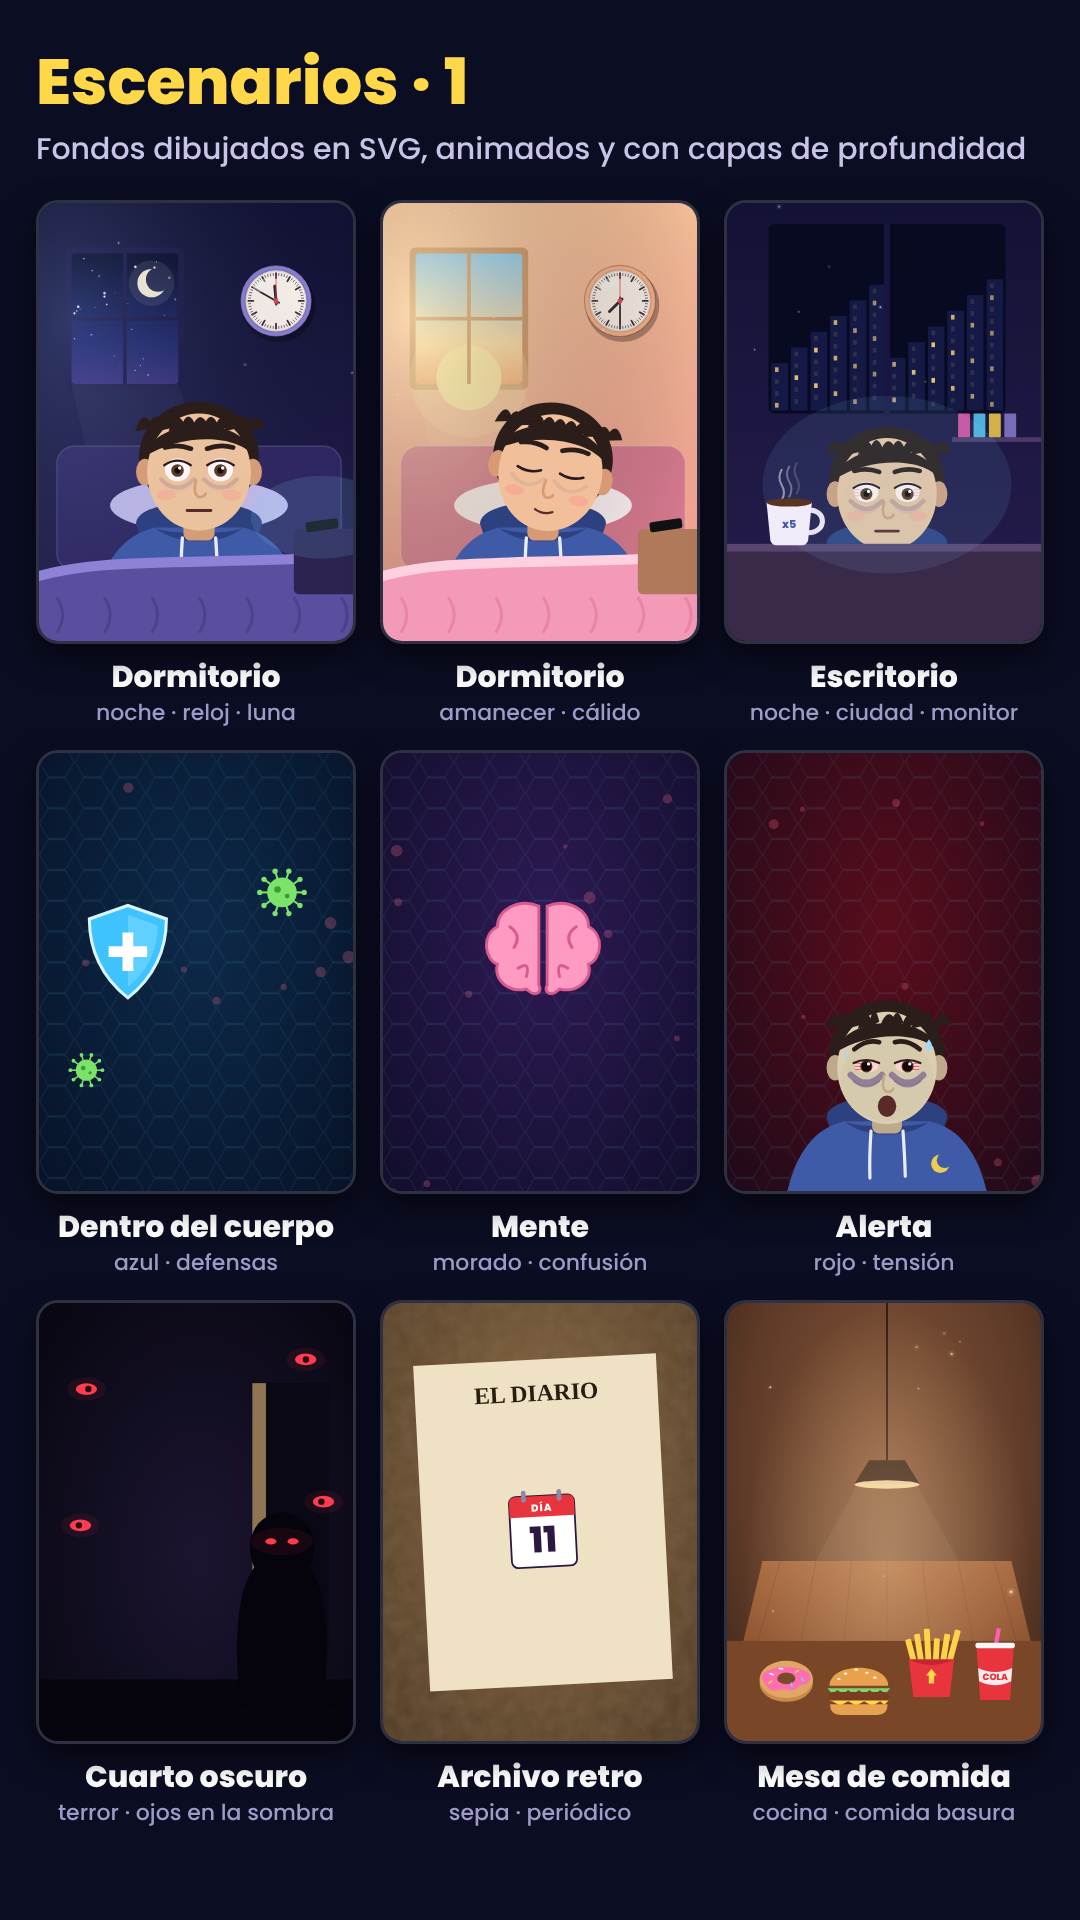 Escenarios · 1
Fondos dibujados en SVG, animados y con capas de profundidad
x5
Dormitorio
noche · reloj · luna
Dormitorio
amanecer · cálido
Escritorio
noche · ciudad · monitor
Dentro del cuerpo
azul · defensas
Mente
morado · confusión
Alerta
rojo · tensión
EL DIARIO
DÍA
11
COLA
Cuarto oscuro
terror · ojos en la sombra
Archivo retro
sepia · periódico
Mesa de comida
cocina · comida basura